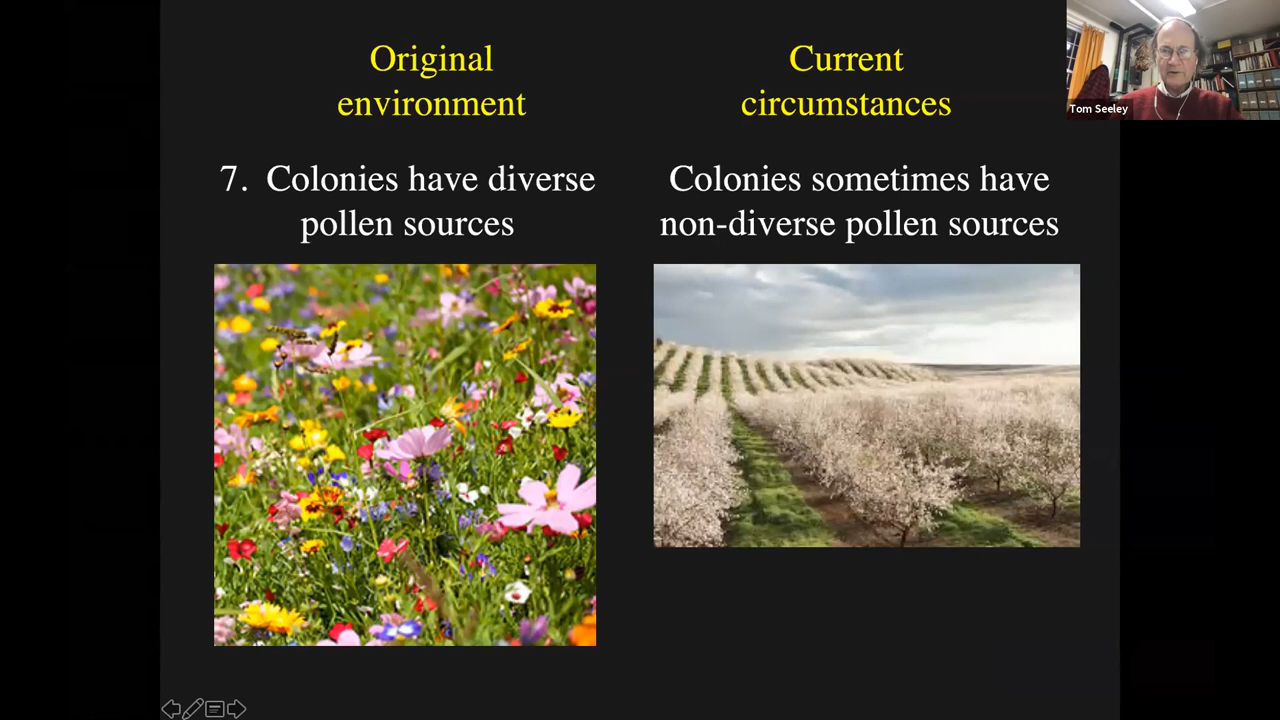 Original
environment
Current
circumstances
Tom Seeley
7. Colonies have diverse
pollen sources
Colonies sometimes have
non-diverse pollen sources